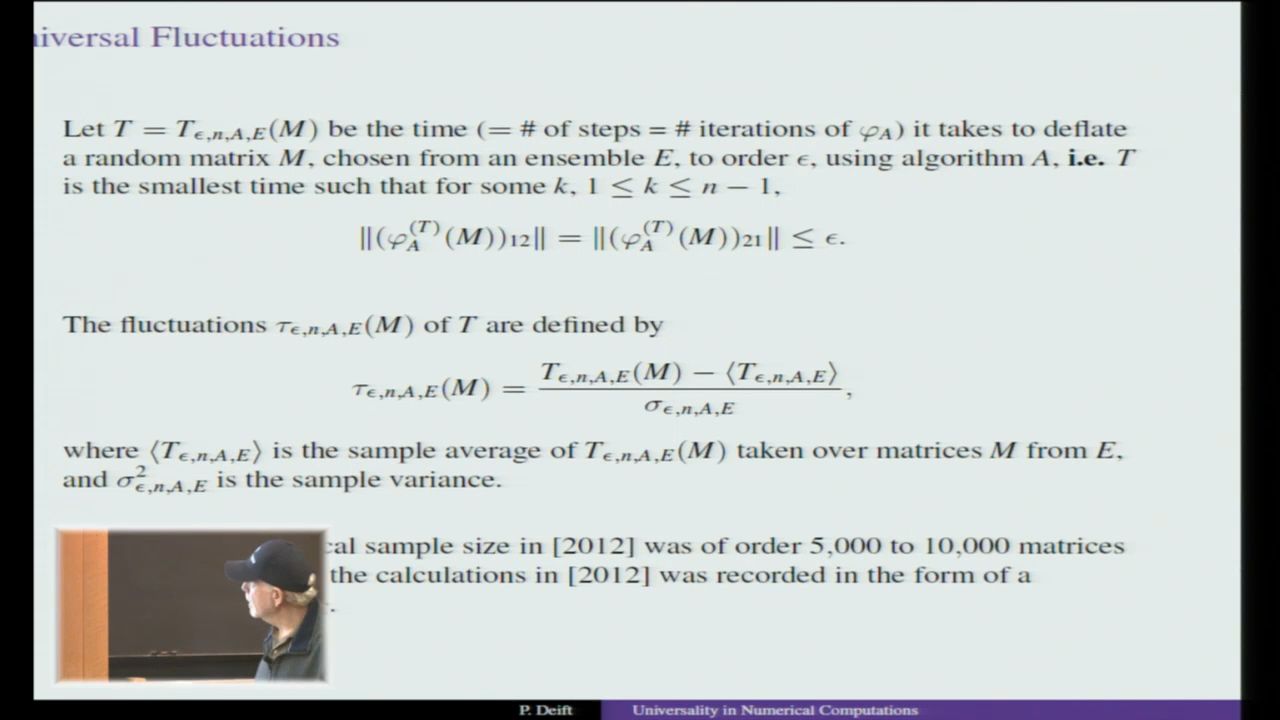 iversal Fluctuations
Let T = T_{ϵ,n,A,E}(M) be the time (= # of steps = # iterations of φ_A) it takes to deflate
a random matrix M, chosen from an ensemble E, to order ϵ, using algorithm A, i.e. T
is the smallest time such that for some k, 1 ≤ k ≤ n − 1,
‖(φ_A^{(T)}(M))_{12}‖ = ‖(φ_A^{(T)}(M))_{21}‖ ≤ ϵ.
The fluctuations τ_{ϵ,n,A,E}(M) of T are defined by
τ_{ϵ,n,A,E}(M) = \frac{T_{ϵ,n,A,E}(M) − ⟨T_{ϵ,n,A,E}⟩}{σ_{ϵ,n,A,E}},
where ⟨T_{ϵ,n,A,E}⟩ is the sample average of T_{ϵ,n,A,E}(M) taken over matrices M from E,
and σ^2_{ϵ,n,A,E} is the sample variance.
cal sample size in [2012] was of order 5,000 to 10,000 matrices
the calculations in [2012] was recorded in the form of a
.
P. Deift Universality in Numerical Computations